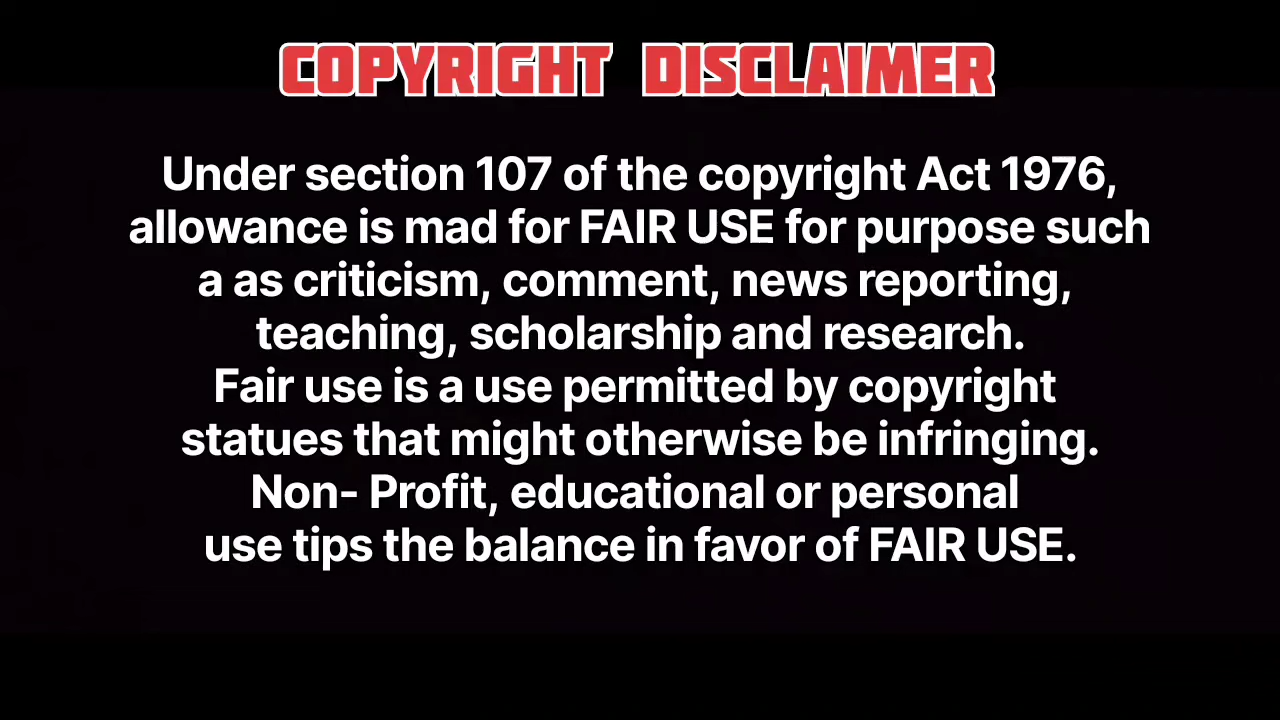 COPYRIGHT DISCLAIMER
Under section 107 of the copyright Act 1976,
allowance is mad for FAIR USE for purpose such
a as criticism, comment, news reporting,
teaching, scholarship and research.
Fair use is a use permitted by copyright
statues that might otherwise be infringing.
Non- Profit, educational or personal
use tips the balance in favor of FAIR USE.